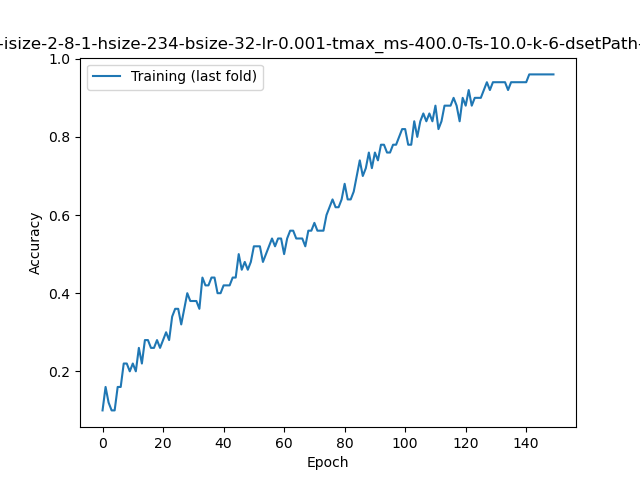 -isize-2-8-1-hsize-234-bsize-32-lr-0.001-tmax_ms-400.0-Ts-10.0-k-6-dsetPath-
Training (last fold)
1.0
0.8
0.6
0.4
0.2
Accuracy
0 20 40 60 80 100 120 140
Epoch